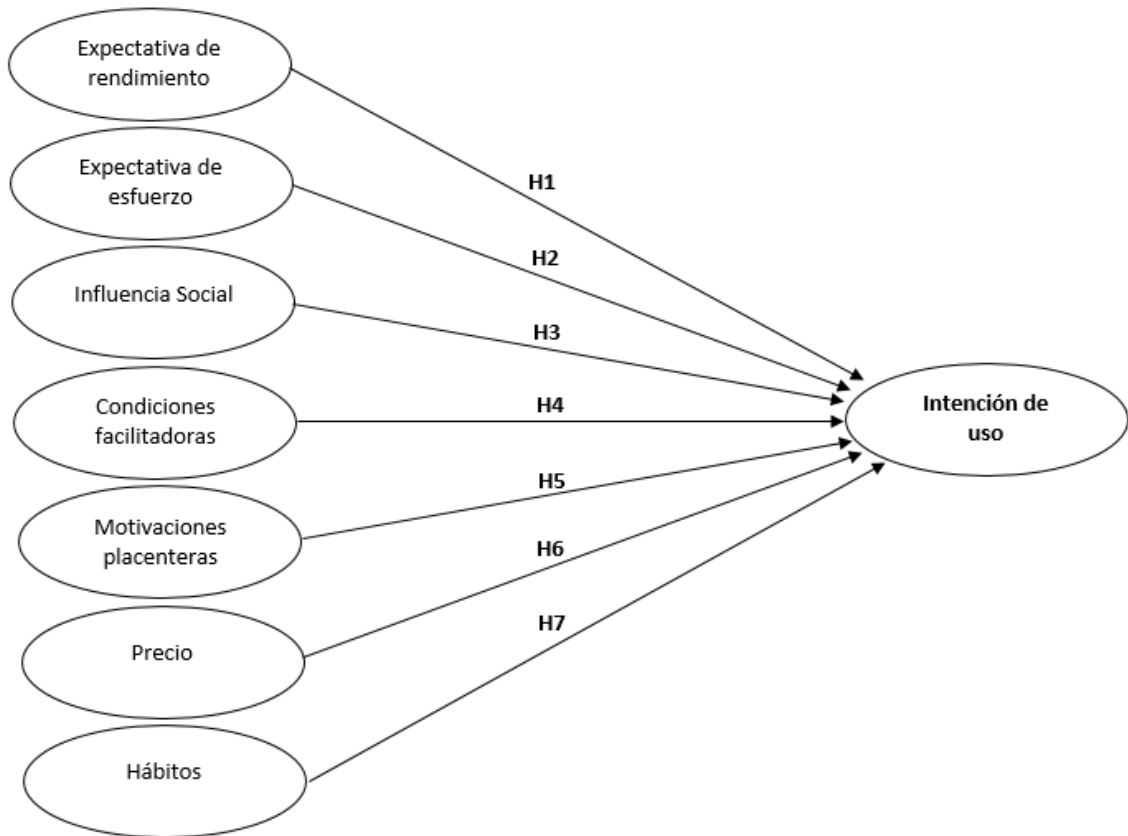 Expectativa de
rendimiento
H1
Expectativa de
esfuerzo
H2
Influencia Social
H3
Condiciones
facilitadoras
H4
Intención de
uso
Motivaciones
placenteras
H5
Precio
H6
Hábitos
H7